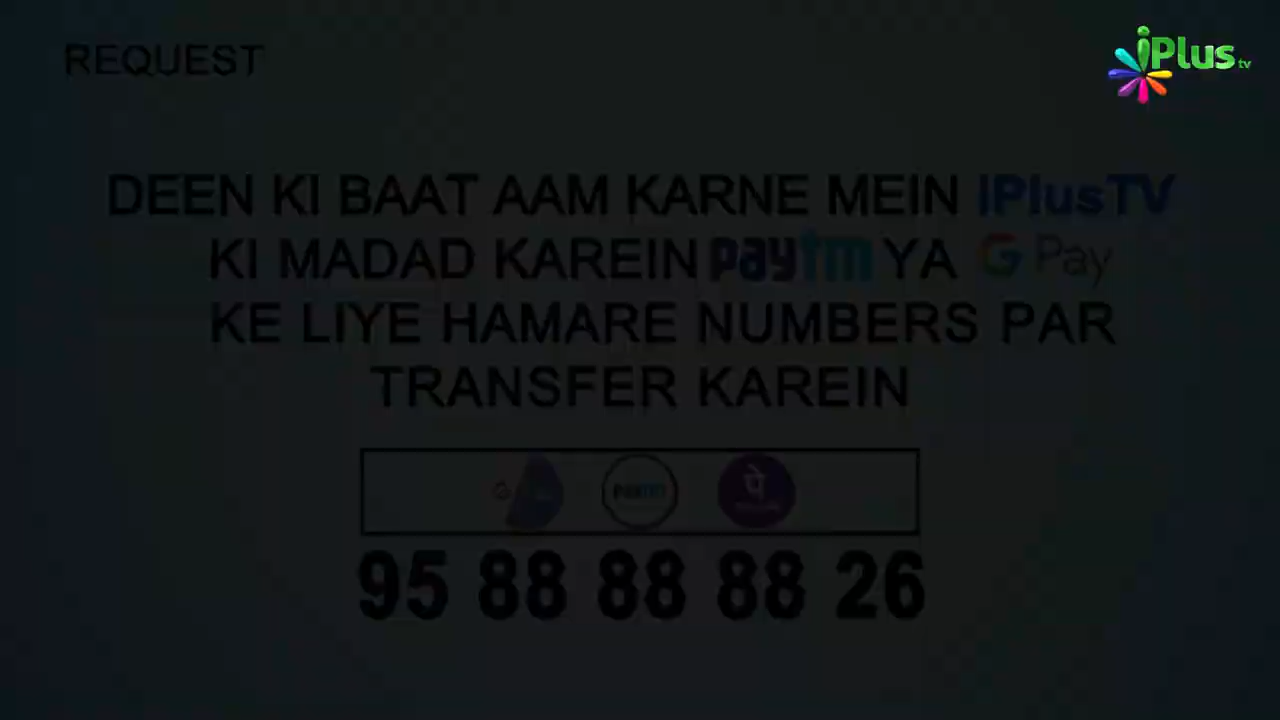 iPlus tv
REQUEST
DEEN KI BAAT AAM KARNE MEIN IPlusTV
KI MADAD KAREIN paytm YA G Pay
KE LIYE HAMARE NUMBERS PAR
TRANSFER KAREIN
PAYTM पे
95 88 88 88 26